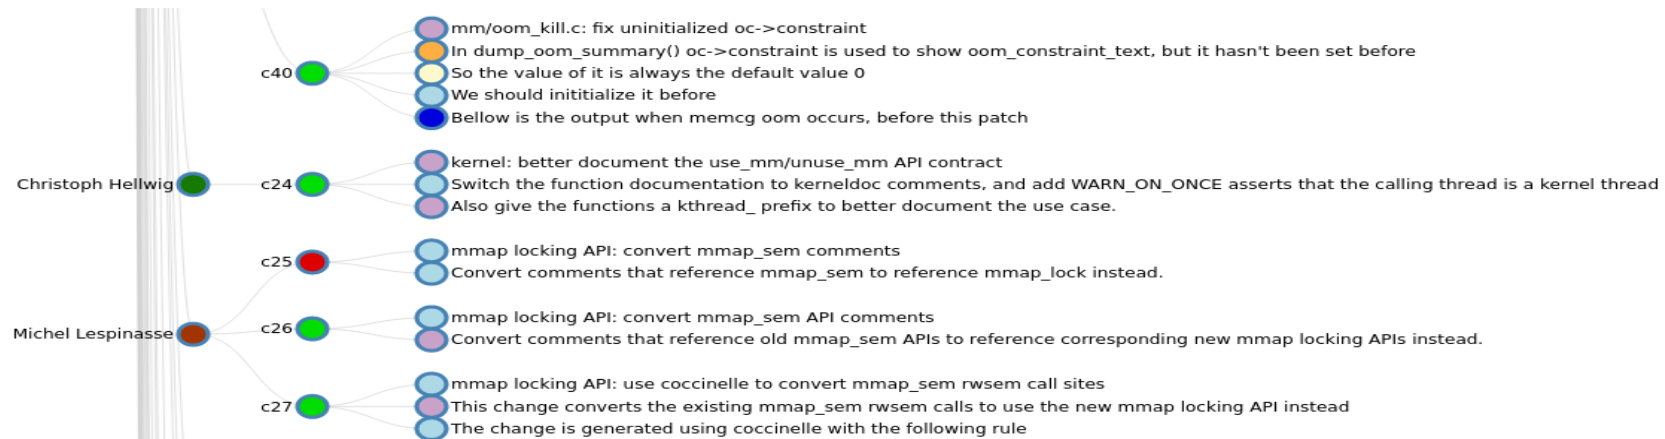 mm/oom_kill.c: fix uninitialized oc->constraint
In dump_oom_summary() oc->constraint is used to show oom_constraint_text, but it hasn't been set before
c40 So the value of it is always the default value 0
We should inititialize it before
Bellow is the output when memcg oom occurs, before this patch
kernel: better document the use_mm/unuse_mm API contract
Christoph Hellwig c24 Switch the function documentation to kerneldoc comments, and add WARN_ON_ONCE asserts that the calling thread is a kernel thread
Also give the functions a kthread_ prefix to better document the use case.
mmap locking API: convert mmap_sem comments
c25
Convert comments that reference mmap_sem to reference mmap_lock instead.
mmap locking API: convert mmap_sem API comments
c26
Michel Lespinasse
Convert comments that reference old mmap_sem APIs to reference corresponding new mmap locking APIs instead.
mmap locking API: use coccinelle to convert mmap_sem rwsem call sites
c27 This change converts the existing mmap_sem rwsem calls to use the new mmap locking API instead
The change is generated using coccinelle with the following rule